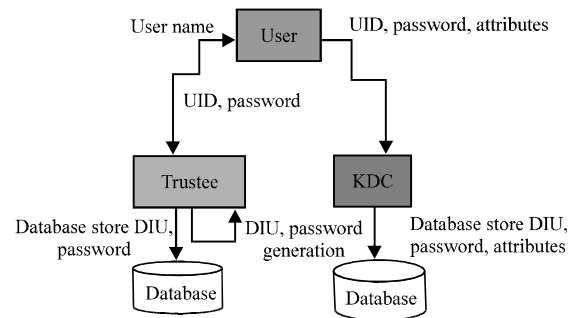 User name
User
UID, password, attributes
UID, password
Trustee
KDC
Database store DIU,
password
DIU, password
generation
Database store DIU,
password, attributes
Database
Database